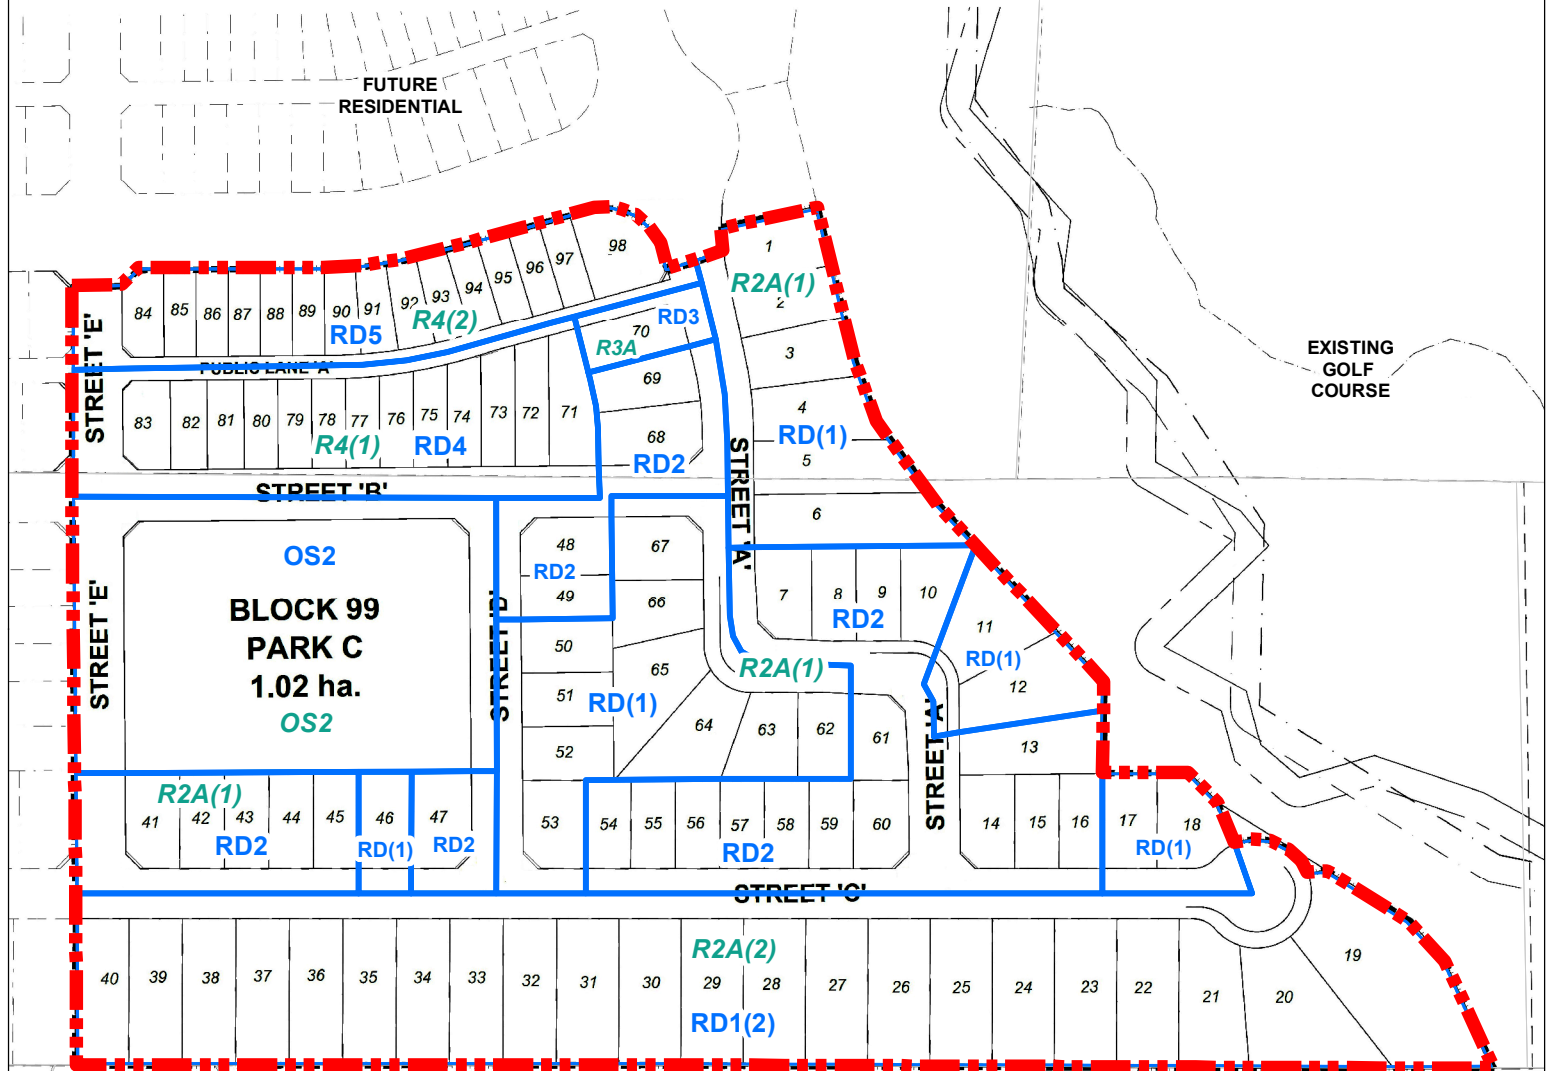 FUTURE
RESIDENTIAL
EXISTING
GOLF
COURSE
98
97
96
95
94
93
92
91
90
89
88
87
86
85
84
RD5
R4(2)
PUBLIC LANE 'A'
STREET 'E'
1
R2A(1)
2
3
4
RD(1)
5
6
70
RD3
R3A
69
68
RD2
83
82
81
80
79
78
77
76
75
74
73
72
71
R4(1)
RD4
STREET 'B'
STREET 'A'
OS2
BLOCK 99
PARK C
1.02 ha.
OS2
STREET 'E'
STREET 'D'
48
RD2
49
50
51
52
53
67
66
65
64
63
62
61
RD(1)
R2A(1)
7
8
9
10
RD2
11
RD(1)
12
13
STREET 'A'
14
15
16
17
18
RD(1)
R2A(1)
41
42
43
44
45
46
47
RD2
RD(1)
RD2
54
55
56
57
58
59
60
RD2
STREET 'C'
R2A(2)
40
39
38
37
36
35
34
33
32
31
30
29
28
27
26
25
24
23
22
21
20
19
RD1(2)